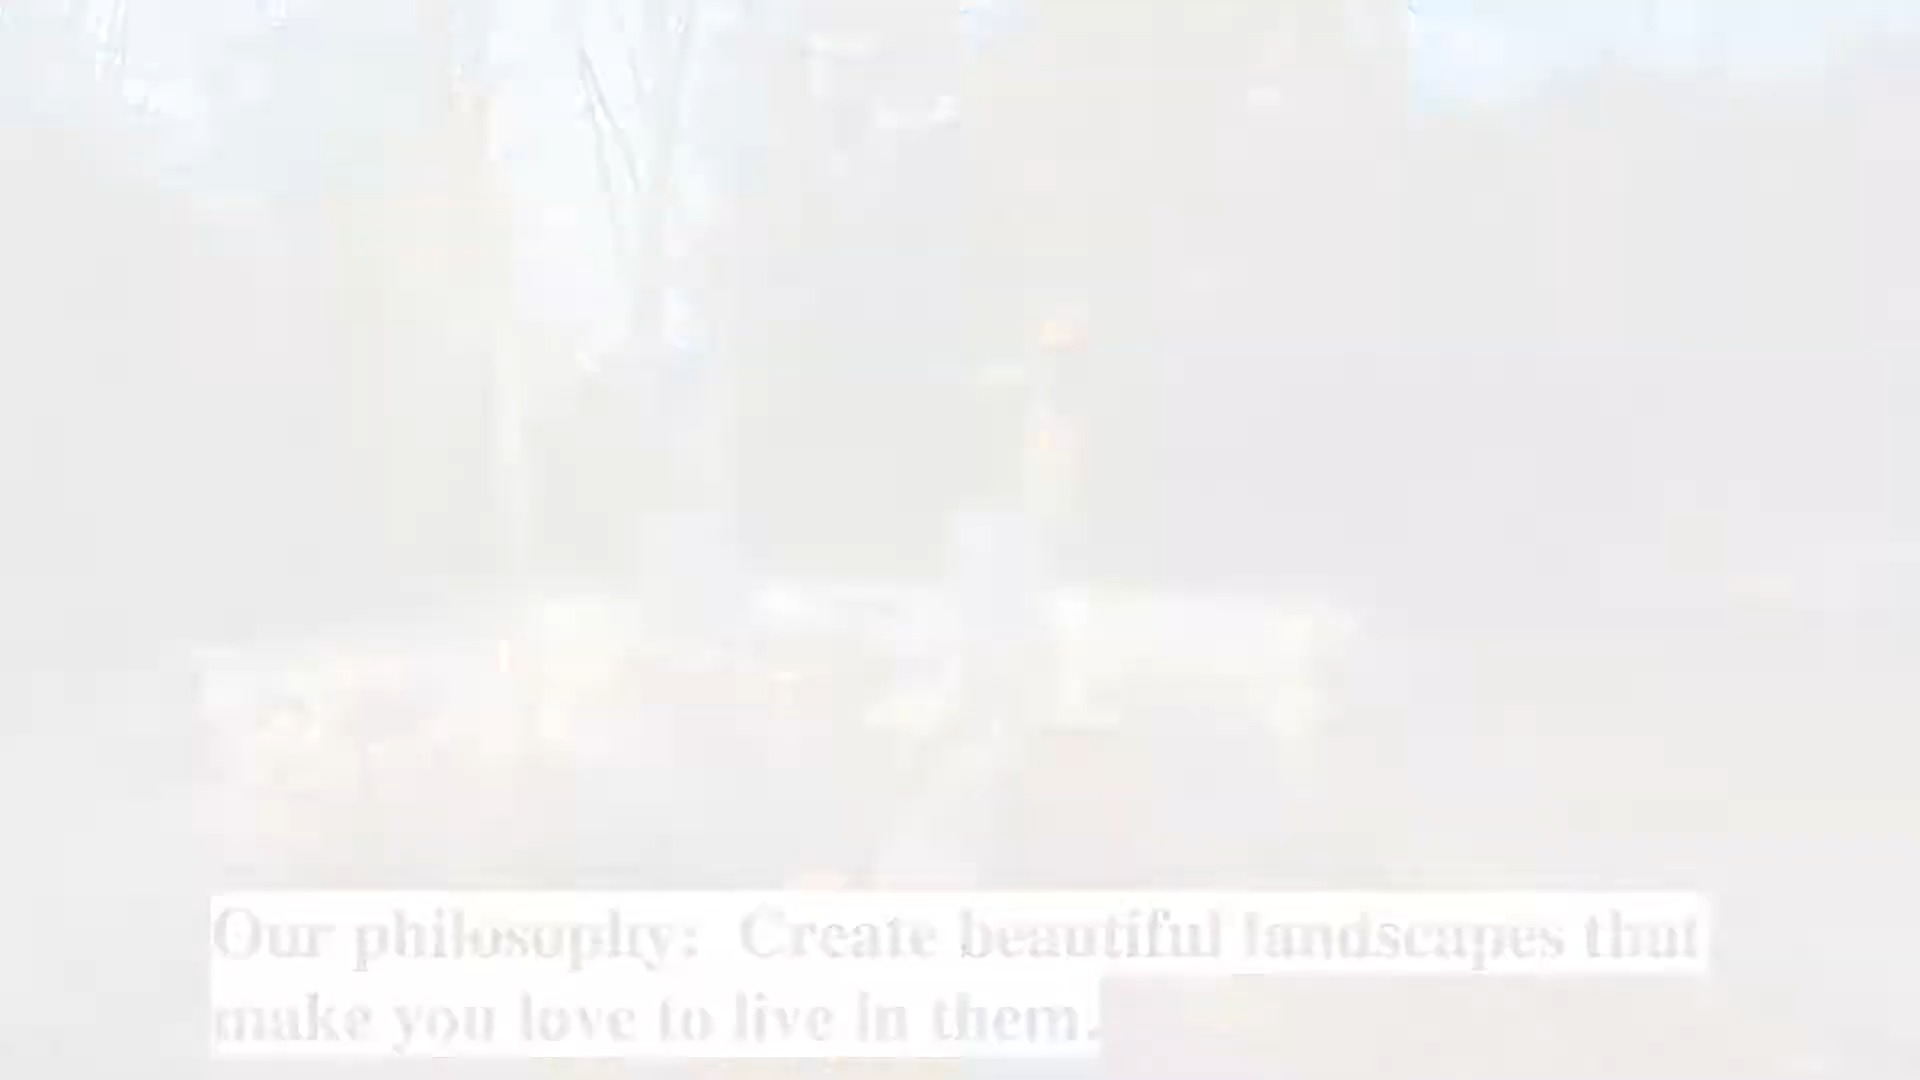 Our philosophy: Create beautiful landscapes that
make you love to live in them.